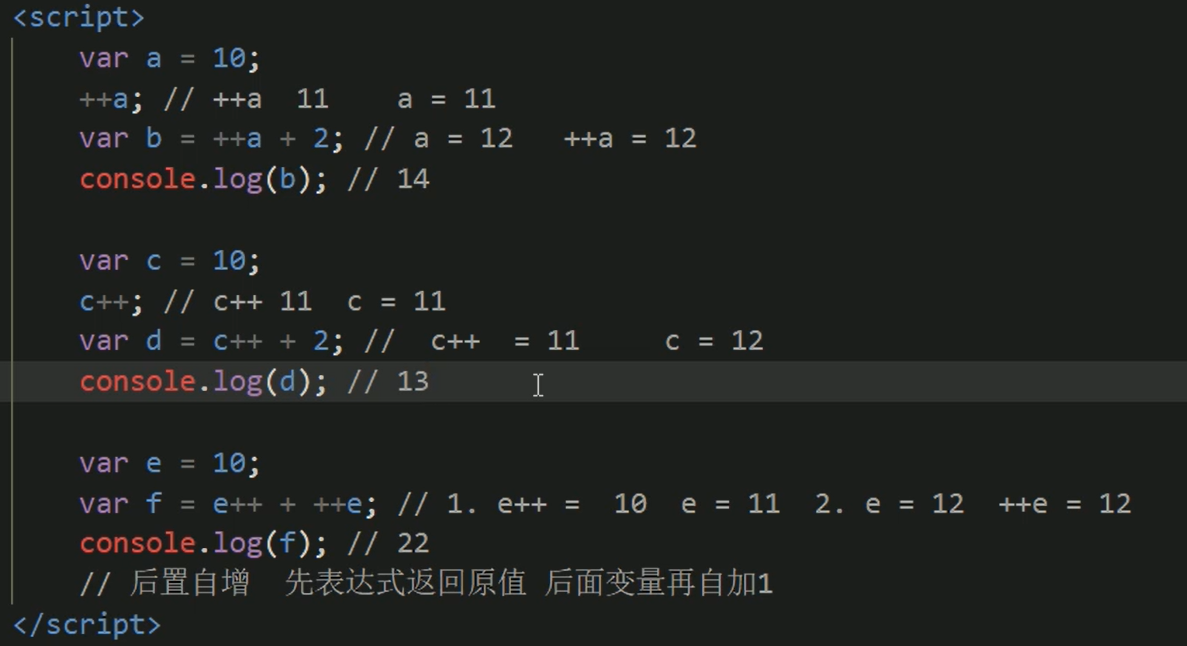 <script>
var a = 10;
++a; // ++a  11    a = 11
var b = ++a + 2; // a = 12   ++a = 12
console.log(b); // 14
var c = 10;
c++; // c++ 11  c = 11
var d = c++ + 2; //  c++  = 11     c = 12
console.log(d); // 13
var e = 10;
var f = e++ + ++e; // 1. e++ =  10  e = 11  2. e = 12  ++e = 12
console.log(f); // 22
// 后置自增  先表达式返回原值 后面变量再自加1
</script>